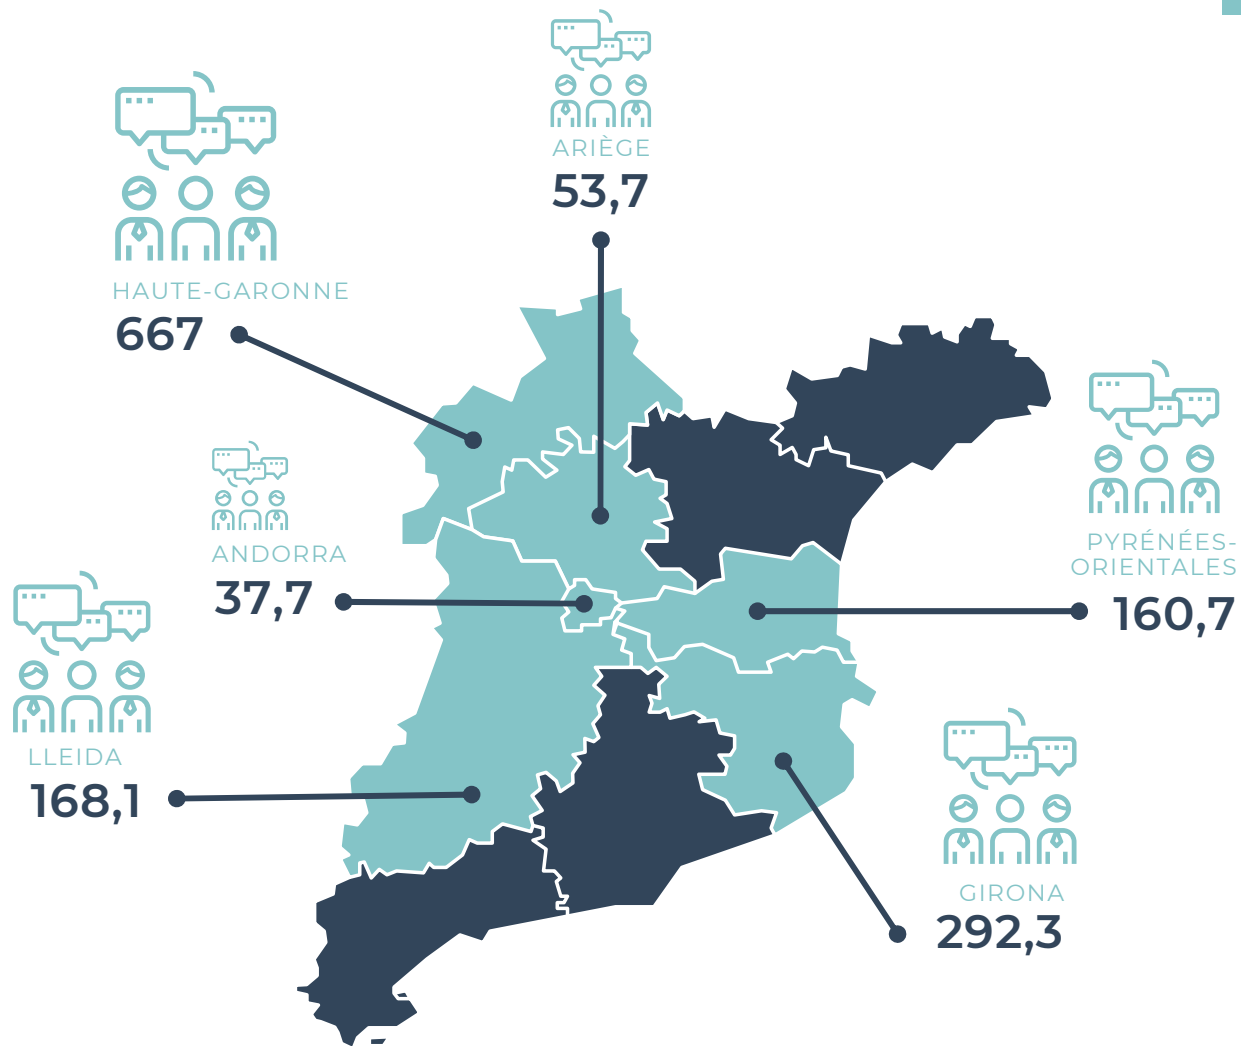 ARIÈGE
53,7
HAUTE-GARONNE
667
ANDORRA
37,7
PYRÉNÉES-
ORIENTALES
160,7
LLEIDA
168,1
GIRONA
292,3